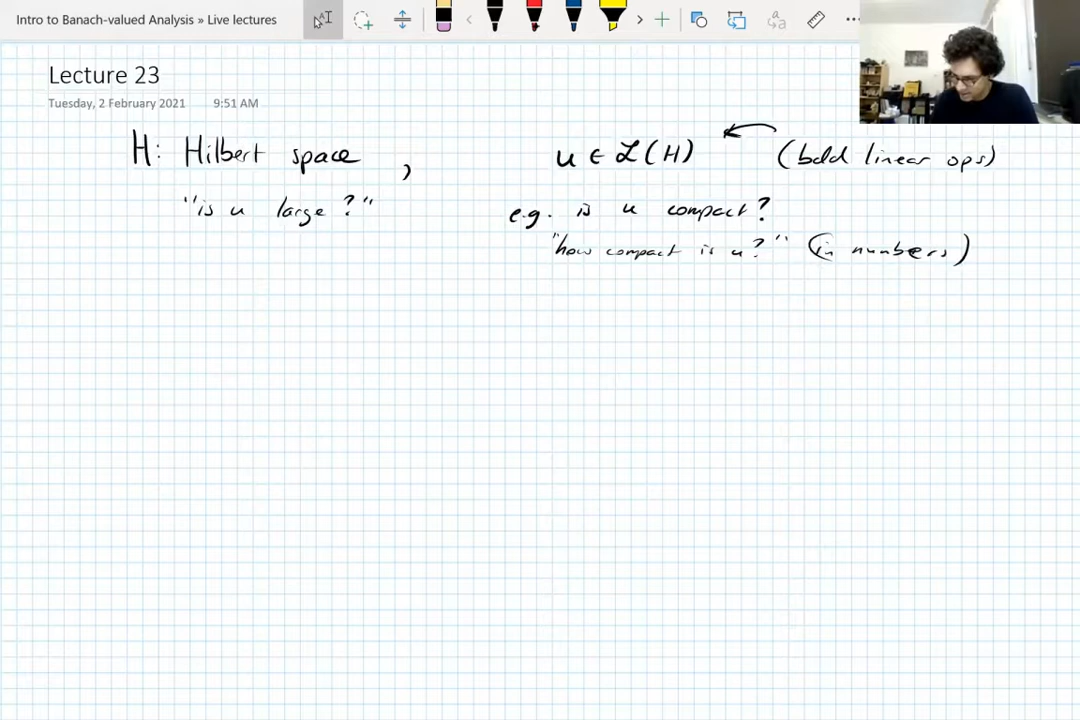 Intro to Banach-valued Analysis » Live lectures
Lecture 23
Tuesday, 2 February 2021 9:51 AM
H: Hilbert space , u ∈ ℒ(H) (bdd linear ops)
"is u large?" e.g. is u compact?
"how compact is u?" (in numbers)